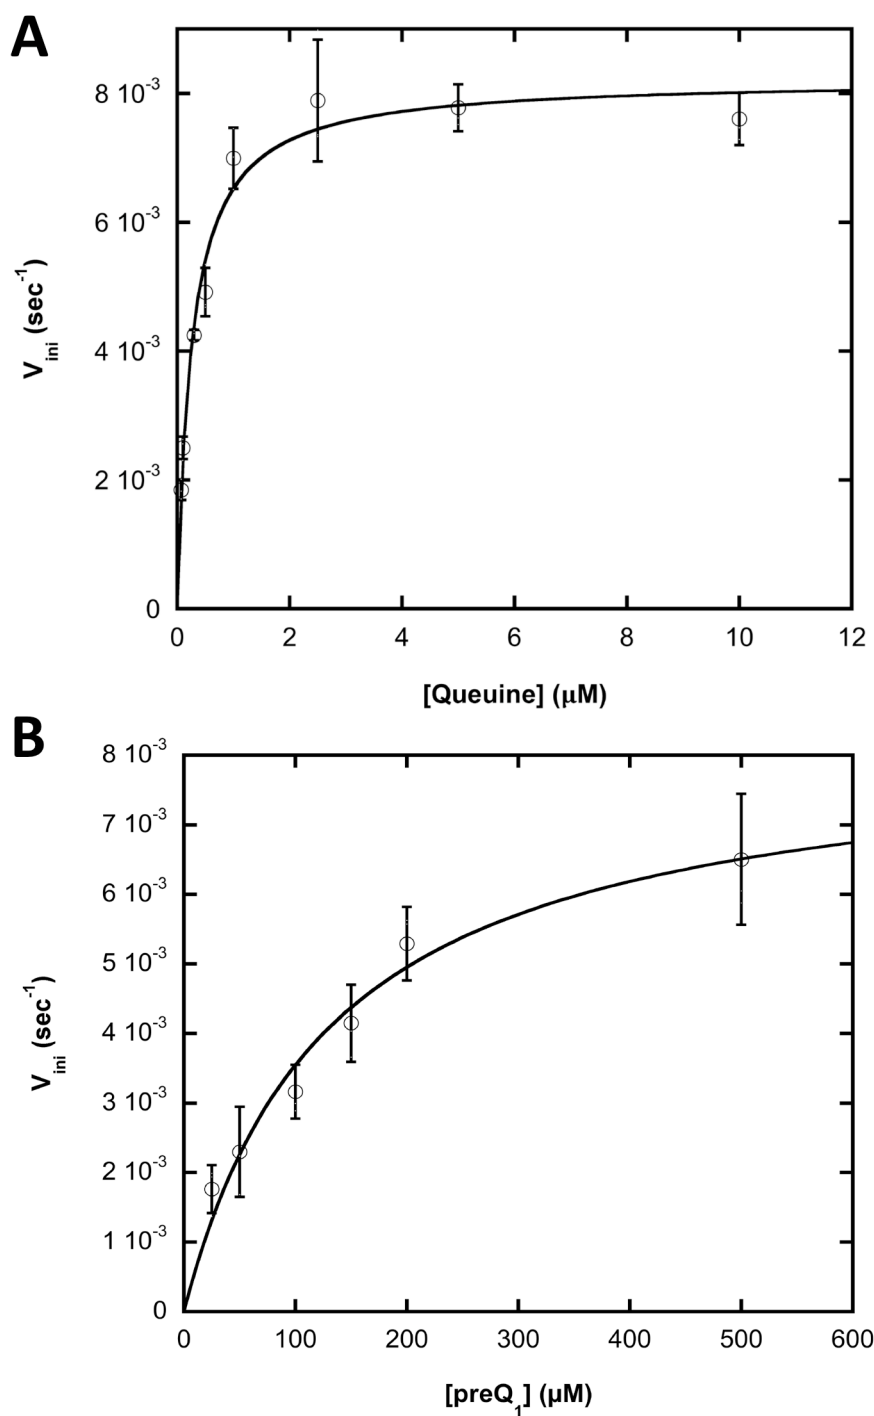 A
8 10⁻³
6 10⁻³
4 10⁻³
2 10⁻³
0
V_ini (sec⁻¹)
0 2 4 6 8 10 12
[Queuine] (μM)
B
8 10⁻³
7 10⁻³
6 10⁻³
5 10⁻³
4 10⁻³
3 10⁻³
2 10⁻³
1 10⁻³
0
V_ini (sec⁻¹)
0 100 200 300 400 500 600
[preQ₁] (μM)